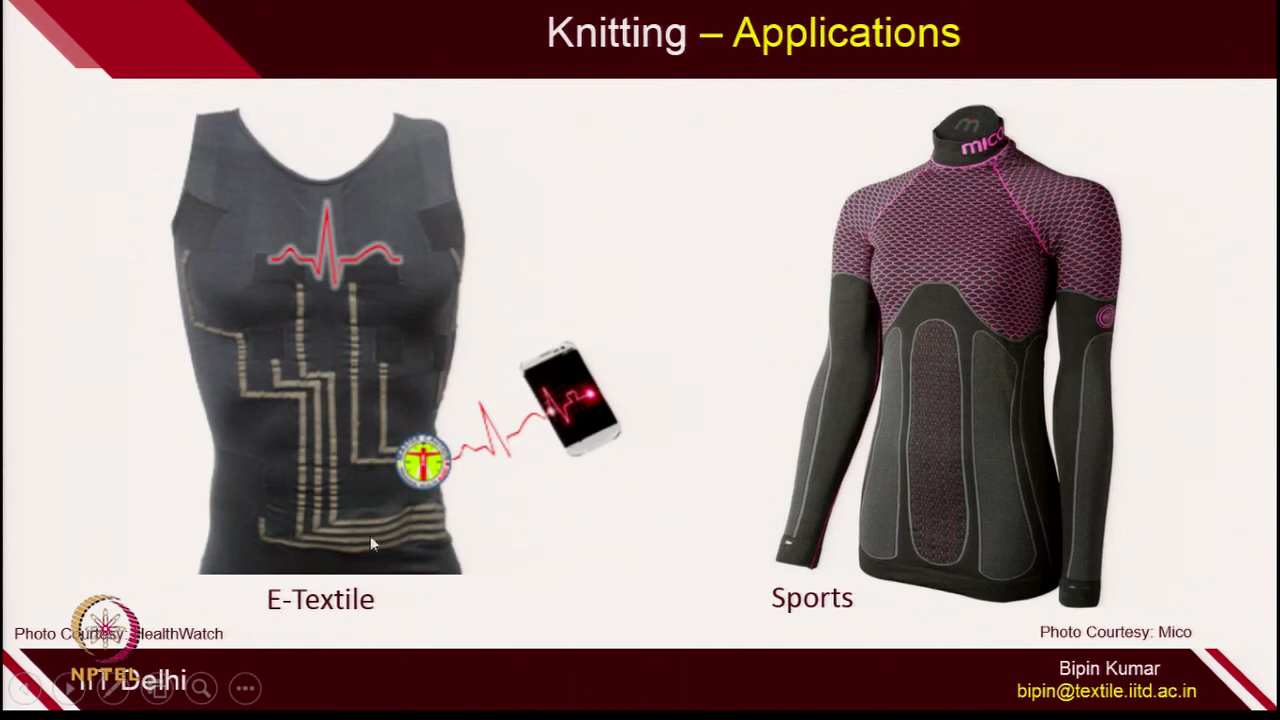 Knitting – Applications
mico
E-Textile
Sports
Photo Courtesy: HealthWatch
Photo Courtesy: Mico
NPTEL
IIT Delhi
Bipin Kumar
bipin@textile.iitd.ac.in